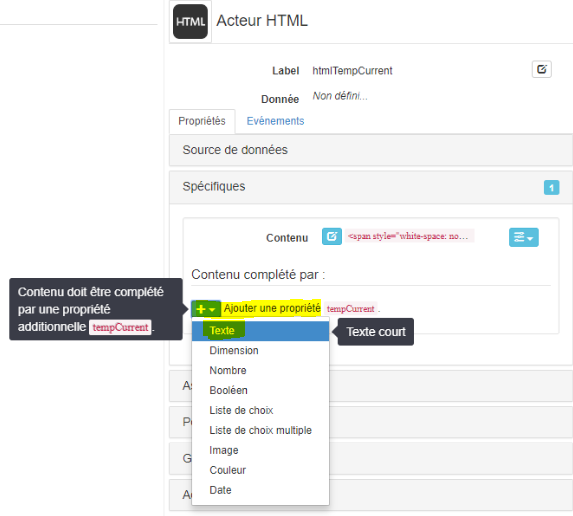 HTML Acteur HTML
Label htmlTempCurrent
Donnée Non défini...
Propriétés Evènements
Source de données
Spécifiques 1
Contenu <span style="white-space: no...
Contenu complété par :
Contenu doit être complété
par une propriété
additionnelle tempCurrent .
Ajouter une propriété tempCurrent .
Texte
Texte court
Dimension
Nombre
Booléen
Liste de choix
Liste de choix multiple
Image
Couleur
Date